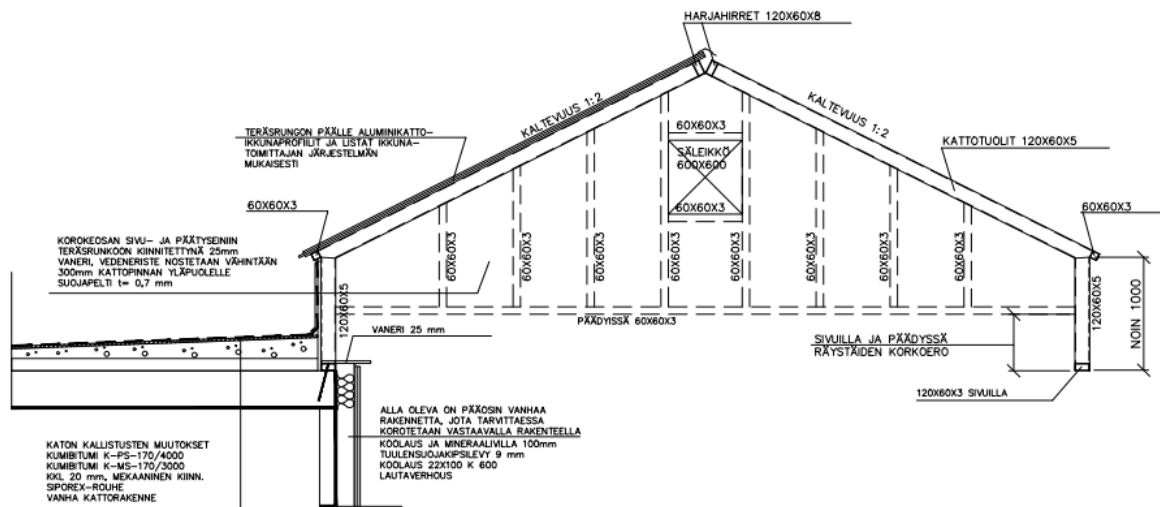 HARJAHIRRET 120X60X8
KALTEVUUS 1:2
KALTEVUUS 1:2
TERÄSRUNGON PÄÄLLE ALUMIINIKATTO-
IKKUNAPROFIILIT JA LISTAT IKKUNA-
TOIMITTAJAN JÄRJESTELMÄN
MUKAISESTI
60X60X3
SÄLEIKKÖ
600X600
60X60X3
KATTOTUOLIT 120X60X5
60X60X3
60X60X3
KOROKEOSAN SIVU- JA PÄÄTYSEINIIN
TERÄSRUNKOON KIINNITETTYNÄ 25mm
VANERI, VEDENERISTE NOSTETAAN VÄHINTÄÄN
300mm KATTOPINNAN YLÄPUOLELLE
SUOJAPELTI t= 0,7 mm
60X60X3
60X60X3
60X60X3
60X60X3
60X60X3
60X60X3
60X60X3
60X60X3
120X60X5
120X60X5
NOIN 1000
PÄÄDYISSÄ 60X60X3
VANERI 25 mm
SIVUILLA JA PÄÄDYSSÄ
RÄYSTÄIDEN KORKOERO
120X60X3 SIVUILLA
ALLA OLEVA ON PÄÄOSIN VANHAA
RAKENNETTA, JOTA TARVITTAESSA
KOROTETAAN VASTAAVALLA RAKENTEELLA
KOOLAUS JA MINERAALIVILLA 100mm
TUULENSUOJAKIPSILEVY 9 mm
KOOLAUS 22X100 K 600
LAUTAVERHOUS
KATON KALLISTUSTEN MUUTOKSET
KUMIBITUMI K-PS-170/4000
KUMIBITUMI K-MS-170/3000
KKL 20 mm, MEKAANINEN KIINN.
SIPOREX-ROUHE
VANHA KATTORAKENNE